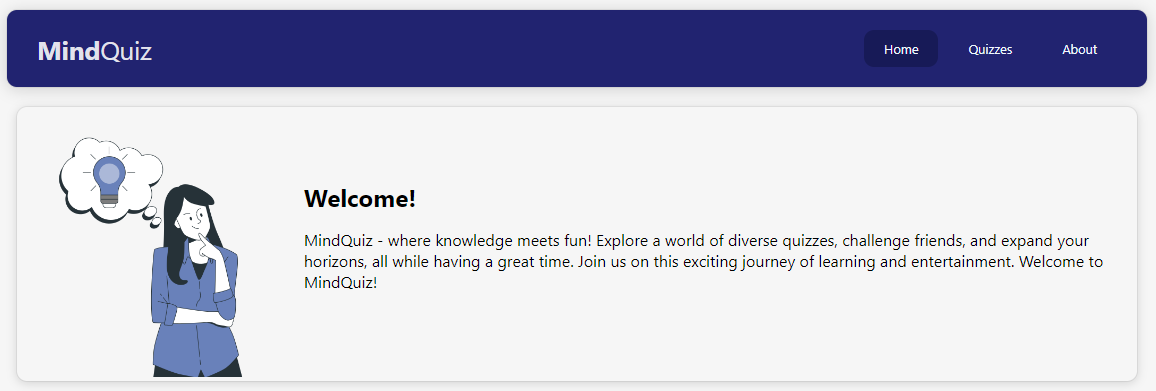 MindQuiz
Home
Quizzes
About
Welcome!
MindQuiz - where knowledge meets fun! Explore a world of diverse quizzes, challenge friends, and expand your
horizons, all while having a great time. Join us on this exciting journey of learning and entertainment. Welcome to
MindQuiz!